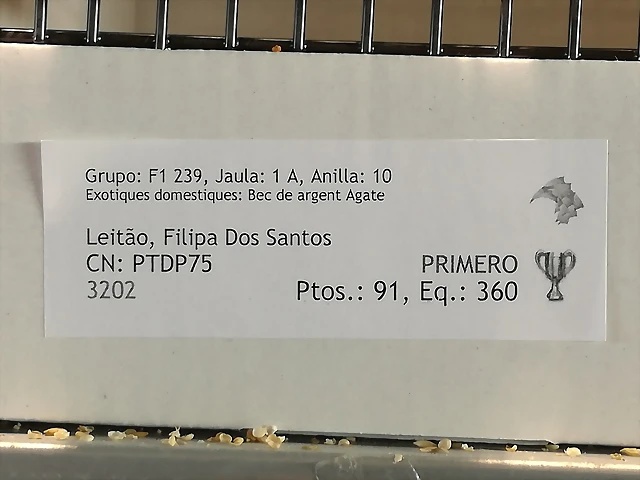 Grupo: F1 239, Jaula: 1 A, Anilla: 10
Exotiques domestiques: Bec de argent Agate
Leitão, Filipa Dos Santos
CN: PTDP75
PRIMERO
3202
Ptos.: 91, Eq.: 360